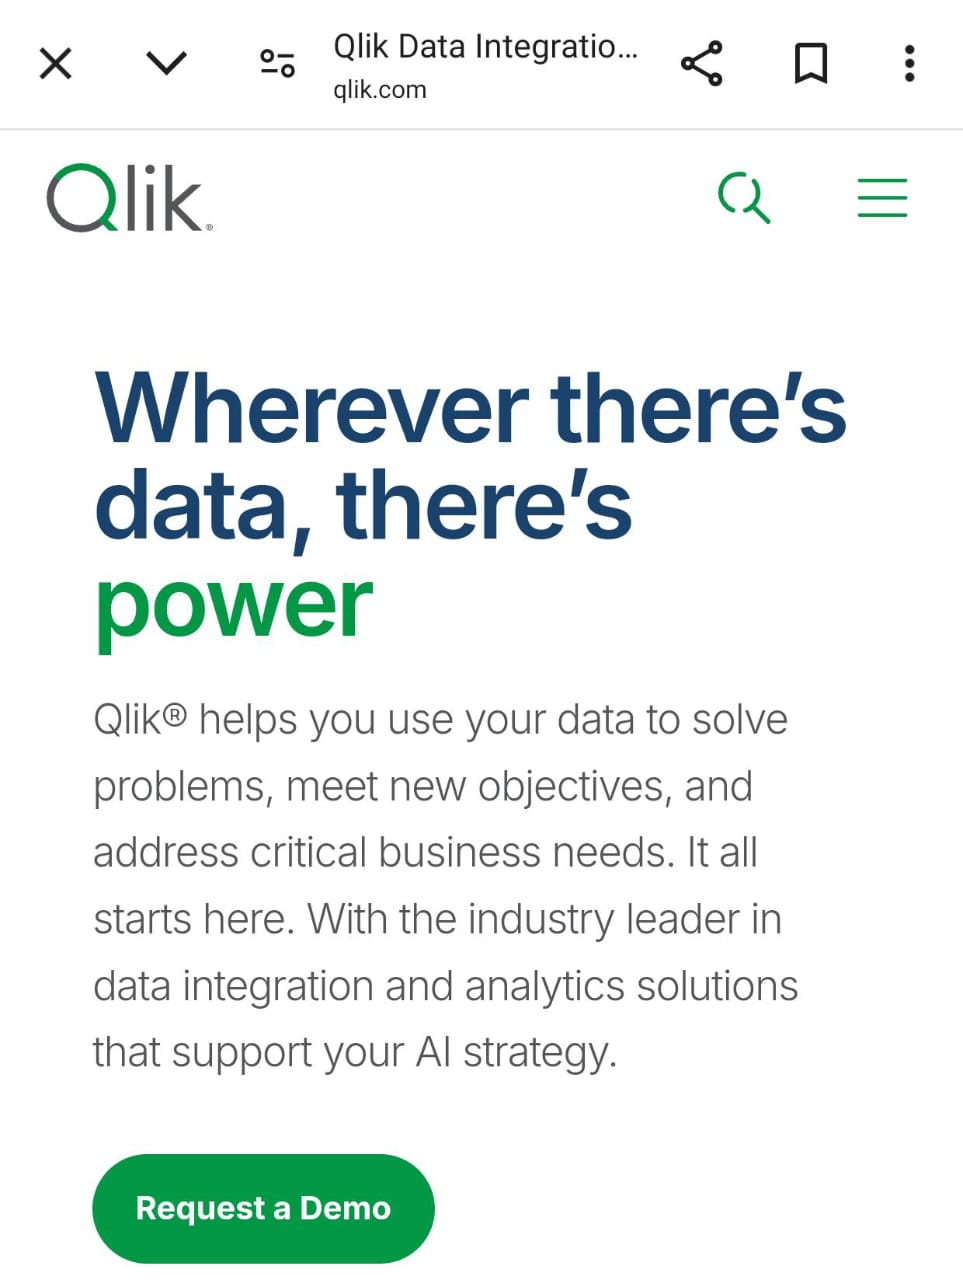 Qlik Data Integratio...
qlik.com
Qlik®
Wherever there’s
data, there’s
power
Qlik® helps you use your data to solve
problems, meet new objectives, and
address critical business needs. It all
starts here. With the industry leader in
data integration and analytics solutions
that support your AI strategy.
Request a Demo